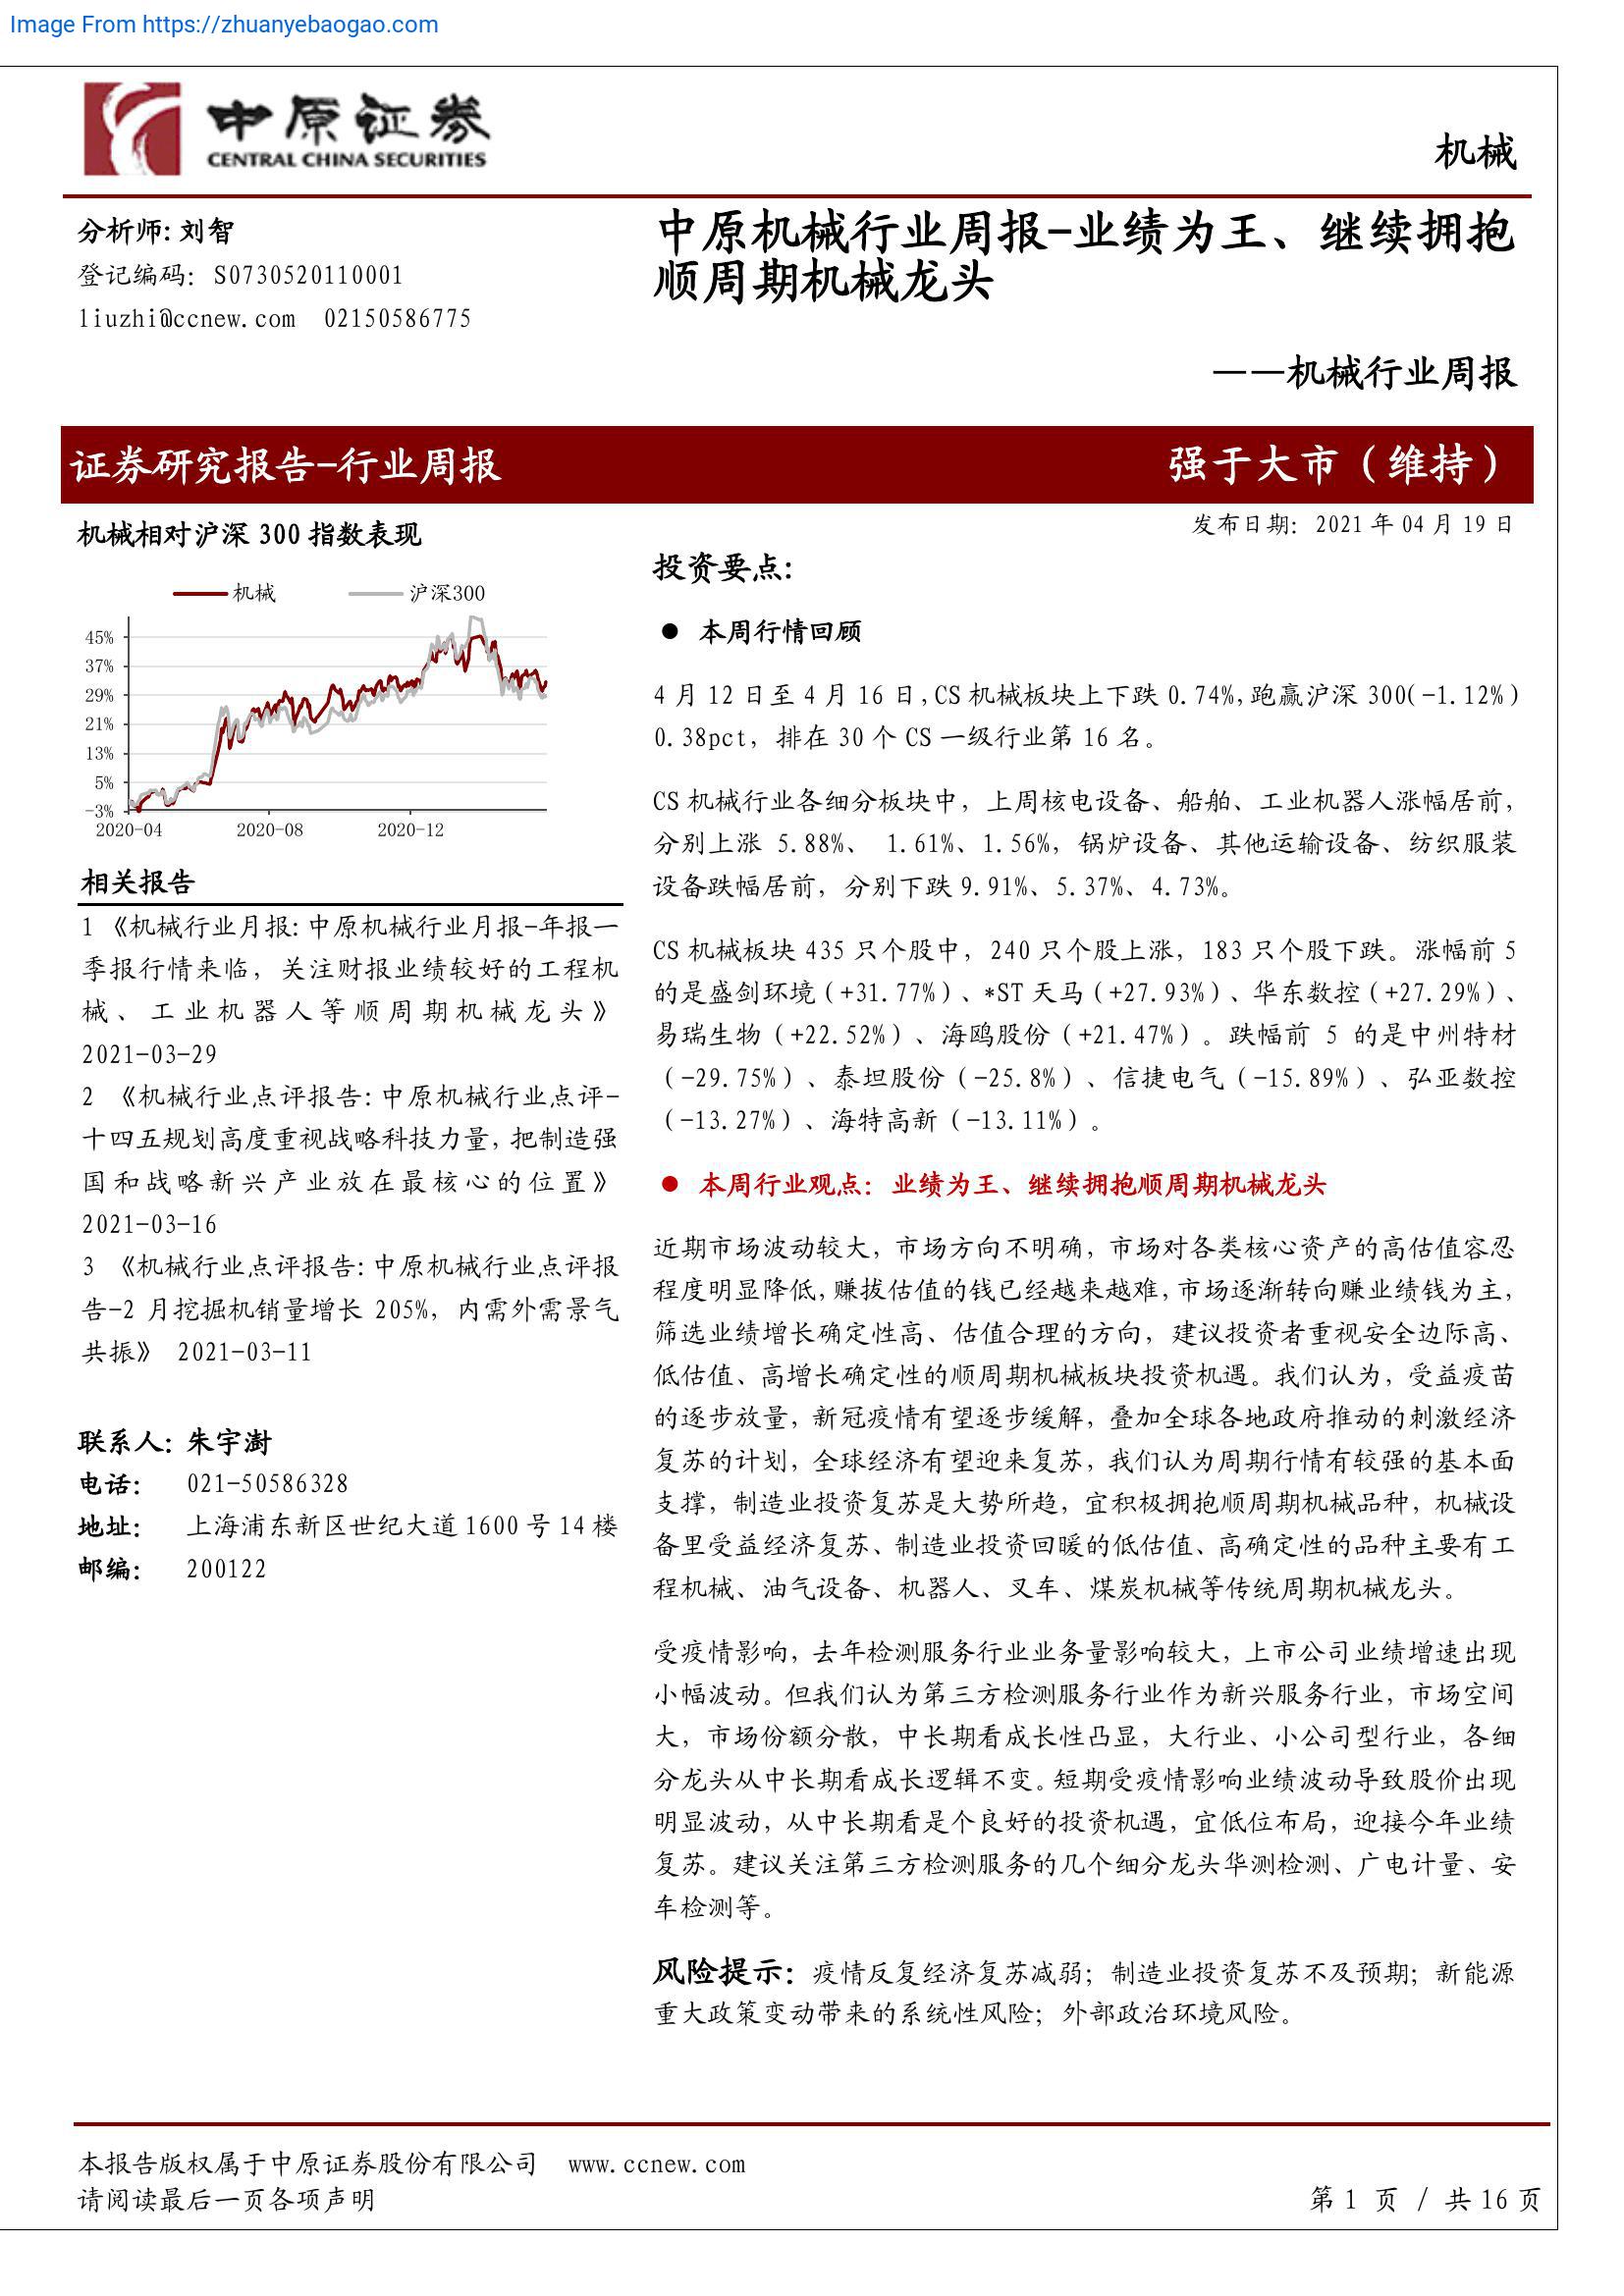 Image From https://zhuanyebaogao.com
中原证券
CENTRAL CHINA SECURITIES
机械
分析师: 刘智
登记编码: S0730520110001
liuzhi@ccnew.com 02150586775
中原机械行业周报-业绩为王、继续拥抱
顺周期机械龙头
——机械行业周报
证券研究报告-行业周报
强于大市（维持）
机械相对沪深 300 指数表现
机械
沪深300
45%
37%
29%
21%
13%
5%
-3%
2020-04
2020-08
2020-12
相关报告
1 《机械行业月报: 中原机械行业月报-年报一
季报行情来临，关注财报业绩较好的工程机
械、工业机器人等顺周期机械龙头》
2021-03-29
2 《机械行业点评报告: 中原机械行业点评-
十四五规划高度重视战略科技力量, 把制造强
国和战略新兴产业放在最核心的位置》
2021-03-16
3 《机械行业点评报告: 中原机械行业点评报
告-2 月挖掘机销量增长 205%，内需外需景气
共振》 2021-03-11
联系人: 朱宇澍
电话: 021-50586328
地址: 上海浦东新区世纪大道 1600 号 14 楼
邮编: 200122
发布日期: 2021 年 04 月 19 日
投资要点:
● 本周行情回顾
4 月 12 日至 4 月 16 日, CS 机械板块上下跌 0.74%, 跑赢沪深 300(-1.12%)
0.38pct，排在 30 个 CS 一级行业第 16 名。
CS 机械行业各细分板块中，上周核电设备、船舶、工业机器人涨幅居前，
分别上涨 5.88%、 1.61%、1.56%，锅炉设备、其他运输设备、纺织服装
设备跌幅居前，分别下跌 9.91%、5.37%、4.73%。
CS 机械板块 435 只个股中，240 只个股上涨，183 只个股下跌。涨幅前 5
的是盛剑环境（+31.77%）、*ST 天马（+27.93%）、华东数控（+27.29%）、
易瑞生物（+22.52%）、海鸥股份（+21.47%）。跌幅前 5 的是中州特材
（-29.75%）、泰坦股份（-25.8%）、信捷电气（-15.89%）、弘亚数控
（-13.27%）、海特高新（-13.11%）。
● 本周行业观点：业绩为王、继续拥抱顺周期机械龙头
近期市场波动较大，市场方向不明确，市场对各类核心资产的高估值容忍
程度明显降低, 赚拔估值的钱已经越来越难, 市场逐渐转向赚业绩钱为主，
筛选业绩增长确定性高、估值合理的方向，建议投资者重视安全边际高、
低估值、高增长确定性的顺周期机械板块投资机遇。我们认为，受益疫苗
的逐步放量，新冠疫情有望逐步缓解，叠加全球各地政府推动的刺激经济
复苏的计划，全球经济有望迎来复苏，我们认为周期行情有较强的基本面
支撑，制造业投资复苏是大势所趋，宜积极拥抱顺周期机械品种，机械设
备里受益经济复苏、制造业投资回暖的低估值、高确定性的品种主要有工
程机械、油气设备、机器人、叉车、煤炭机械等传统周期机械龙头。
受疫情影响，去年检测服务行业业务量影响较大，上市公司业绩增速出现
小幅波动。但我们认为第三方检测服务行业作为新兴服务行业，市场空间
大，市场份额分散，中长期看成长性凸显，大行业、小公司型行业，各细
分龙头从中长期看成长逻辑不变。短期受疫情影响业绩波动导致股价出现
明显波动，从中长期看是个良好的投资机遇，宜低位布局，迎接今年业绩
复苏。建议关注第三方检测服务的几个细分龙头华测检测、广电计量、安
车检测等。
风险提示: 疫情反复经济复苏减弱；制造业投资复苏不及预期；新能源
重大政策变动带来的系统性风险；外部政治环境风险。
本报告版权属于中原证券股份有限公司 www.ccnew.com
请阅读最后一页各项声明
第 1 页 / 共 16 页